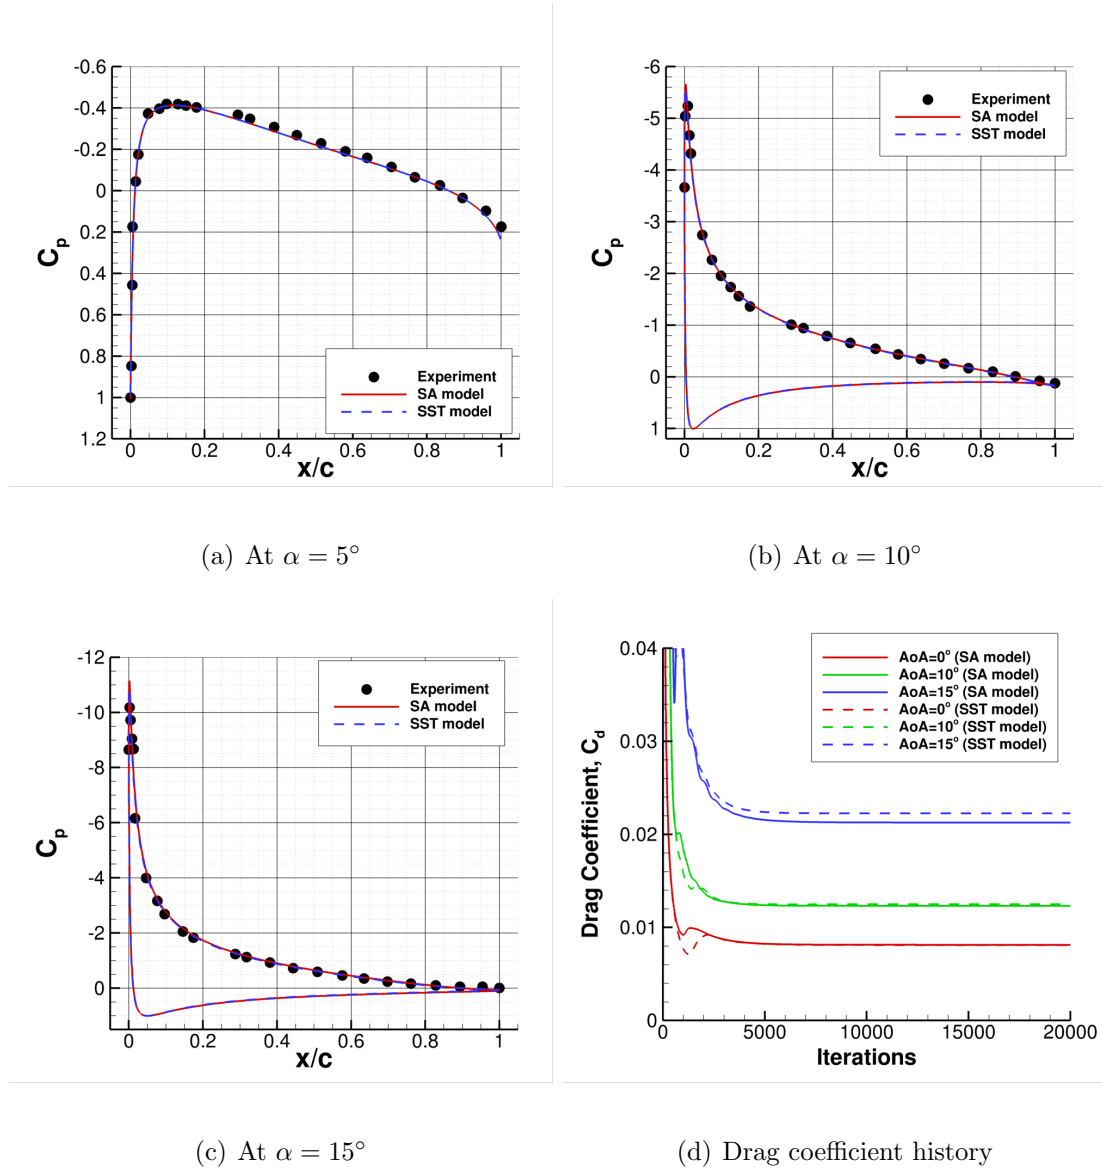 -0.6
-0.4
-0.2
0
0.2
0.4
0.6
0.8
1
1.2
C_p
Experiment
SA model
SST model
0 0.2 0.4 0.6 0.8 1
x/c
(a) At α = 5°
-6
-5
-4
-3
-2
-1
0
1
C_p
Experiment
SA model
SST model
0 0.2 0.4 0.6 0.8 1
x/c
(b) At α = 10°
-12
-10
-8
-6
-4
-2
0
C_p
Experiment
SA model
SST model
0 0.2 0.4 0.6 0.8 1
x/c
(c) At α = 15°
0.04
0.03
0.02
0.01
0
Drag Coefficient, C_d
AoA=0° (SA model)
AoA=10° (SA model)
AoA=15° (SA model)
AoA=0° (SST model)
AoA=10° (SST model)
AoA=15° (SST model)
0 5000 10000 15000 20000
Iterations
(d) Drag coefficient history